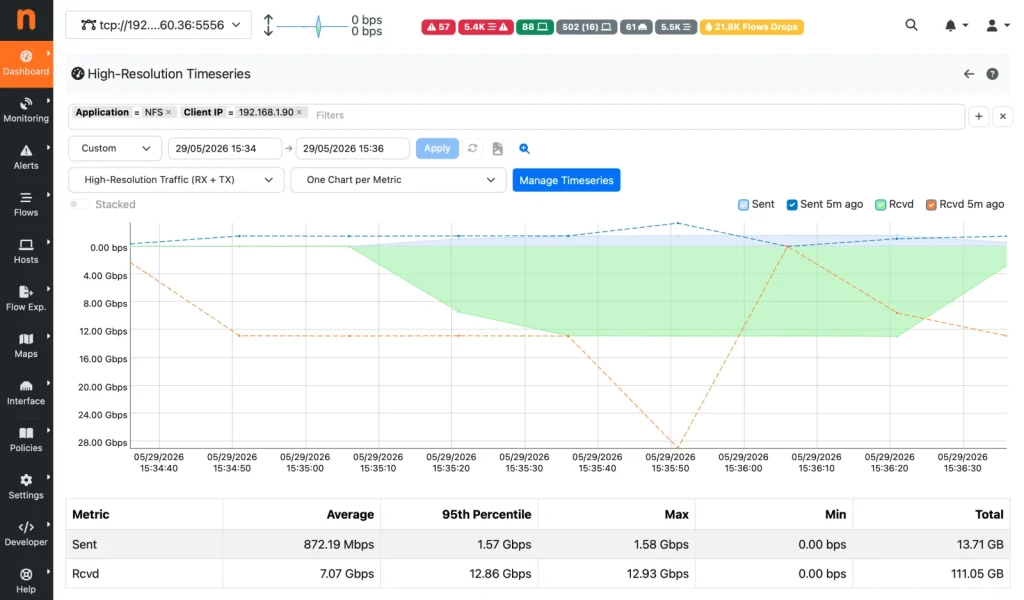 n
tcp://192....60.36:5556
0 bps
0 bps
57
5.4K
88
502 (16)
61
5.5K
21.8K Flows Drops
Dashboard
Monitoring
Alerts
Flows
Hosts
Flow Exp.
Maps
Interface
Policies
Settings
Developer
Help
High-Resolution Timeseries
Application = NFS × Client IP = 192.168.1.90 × Filters
Custom
29/05/2026 15:34
29/05/2026 15:36
Apply
High-Resolution Traffic (RX + TX)
One Chart per Metric
Manage Timeseries
Stacked
Sent Sent 5m ago Rcvd Rcvd 5m ago
0.00 bps
4.00 Gbps
8.00 Gbps
12.00 Gbps
16.00 Gbps
20.00 Gbps
24.00 Gbps
28.00 Gbps
05/29/2026 05/29/2026 05/29/2026 05/29/2026 05/29/2026 05/29/2026 05/29/2026 05/29/2026 05/29/2026 05/29/2026 05/29/2026 05/29/2026
15:34:40 15:34:50 15:35:00 15:35:10 15:35:20 15:35:30 15:35:40 15:35:50 15:36:00 15:36:10 15:36:20 15:36:30
Metric Average 95th Percentile Max Min Total
Sent 872.19 Mbps 1.57 Gbps 1.58 Gbps 0.00 bps 13.71 GB
Rcvd 7.07 Gbps 12.86 Gbps 12.93 Gbps 0.00 bps 111.05 GB